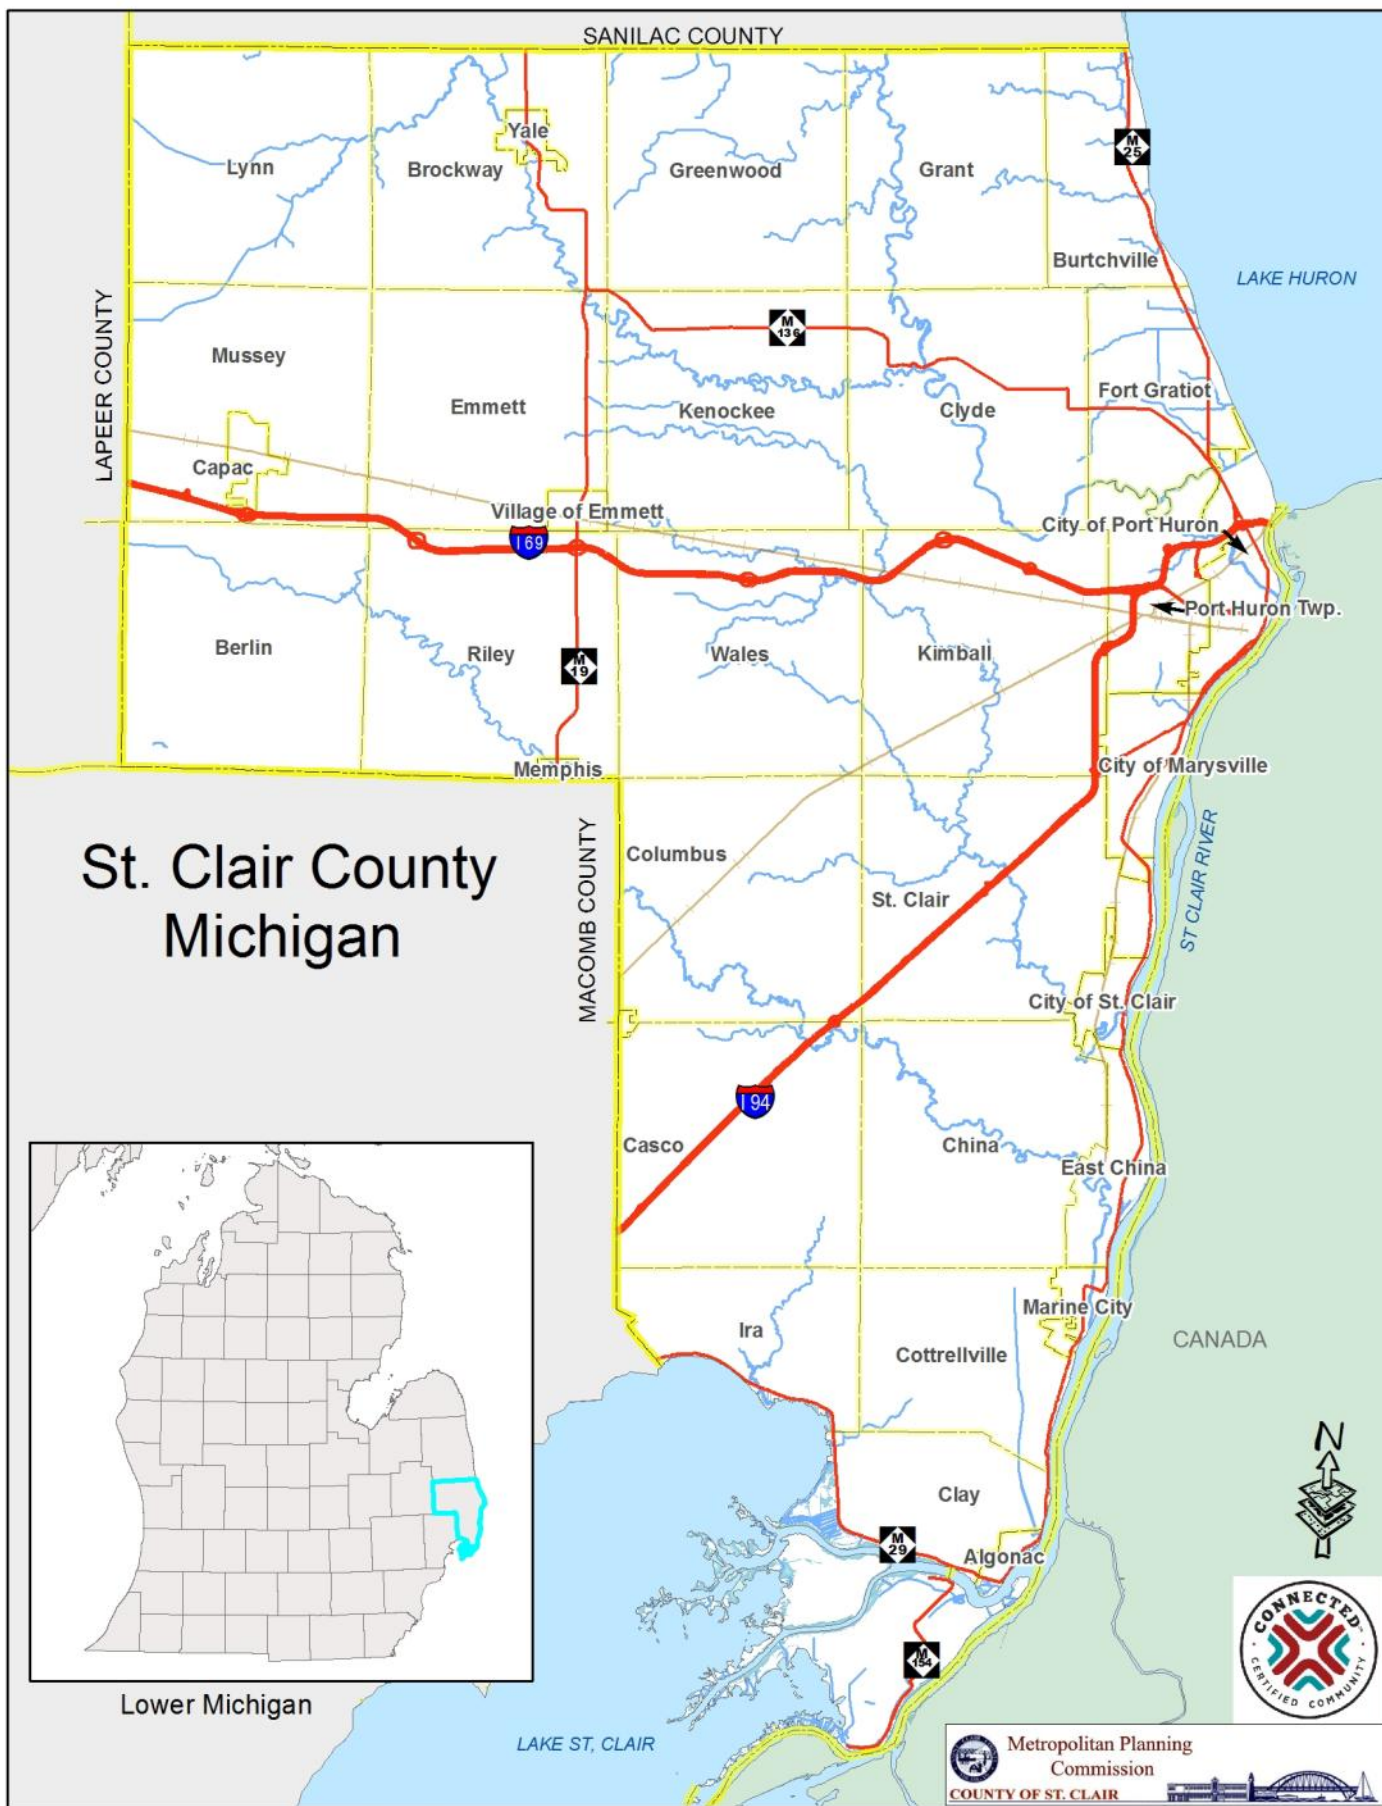 SANILAC COUNTY
Yale
M
25
Lynn
Brockway
Greenwood
Grant
Burtchville
LAKE HURON
LAPEER COUNTY
M
136
Mussey
Emmett
Kenockee
Clyde
Fort Gratiot
Capac
Village of Emmett
City of Port Huron
I 69
Port Huron Twp.
Berlin
Riley
M
19
Wales
Kimball
Memphis
City of Marysville
St. Clair County
Michigan
MACOMB COUNTY
Columbus
St. Clair
ST CLAIR RIVER
City of St. Clair
I 94
Casco
China
East China
Marine City
Ira
Cottrellville
CANADA
N
Clay
M
29
Algonac
M
154
CONNECTED
CERTIFIED COMMUNITY
Lower Michigan
LAKE ST, CLAIR
Metropolitan Planning
Commission
COUNTY OF ST. CLAIR